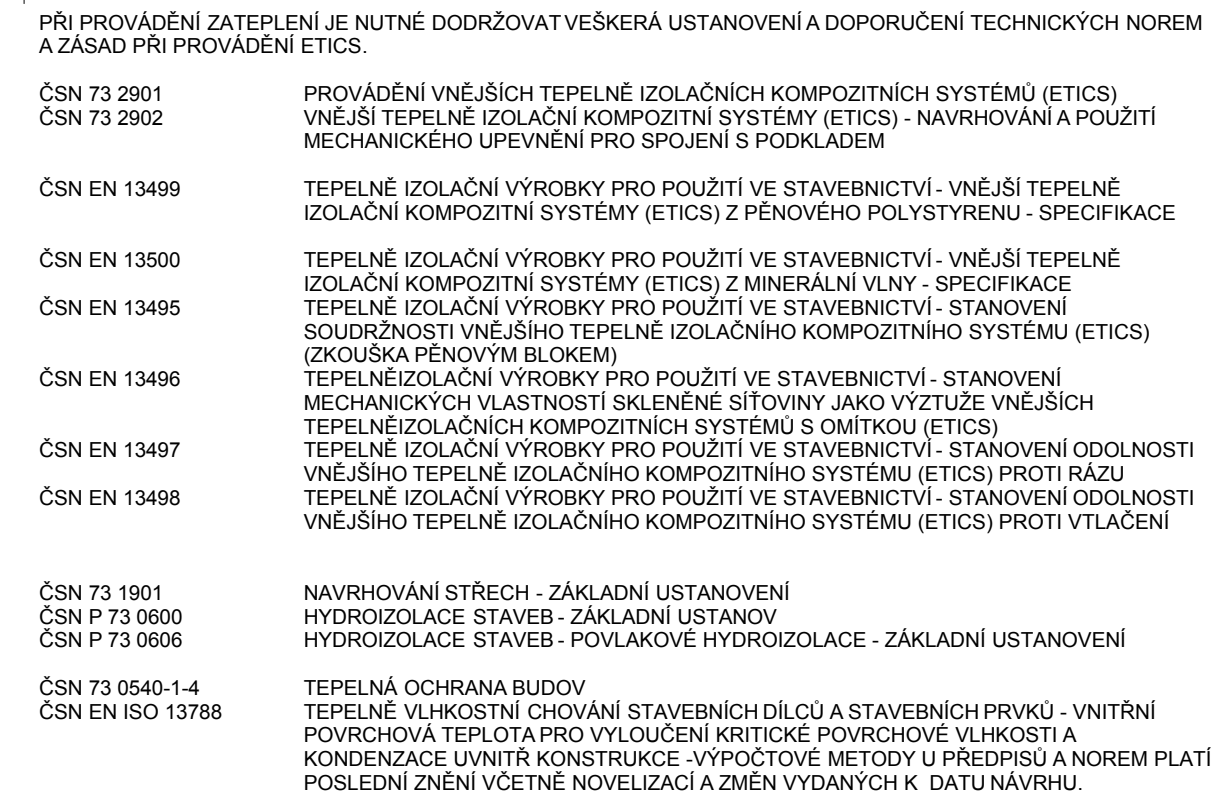 PŘI PROVÁDĚNÍ ZATEPLENÍ JE NUTNÉ DODRŽOVAT VEŠKERÁ USTANOVENÍ A DOPORUČENÍ TECHNICKÝCH NOREM
A ZÁSAD PŘI PROVÁDĚNÍ ETICS.
ČSN 73 2901 PROVÁDĚNÍ VNĚJŠÍCH TEPELNĚ IZOLAČNÍCH KOMPOZITNÍCH SYSTÉMŮ (ETICS)
ČSN 73 2902 VNĚJŠÍ TEPELNĚ IZOLAČNÍ KOMPOZITNÍ SYSTÉMY (ETICS) - NAVRHOVÁNÍ A POUŽITÍ
MECHANICKÉHO UPEVNĚNÍ PRO SPOJENÍ S PODKLADEM
ČSN EN 13499 TEPELNĚ IZOLAČNÍ VÝROBKY PRO POUŽITÍ VE STAVEBNICTVÍ - VNĚJŠÍ TEPELNĚ
IZOLAČNÍ KOMPOZITNÍ SYSTÉMY (ETICS) Z PĚNOVÉHO POLYSTYRENU - SPECIFIKACE
ČSN EN 13500 TEPELNĚ IZOLAČNÍ VÝROBKY PRO POUŽITÍ VE STAVEBNICTVÍ - VNĚJŠÍ TEPELNĚ
IZOLAČNÍ KOMPOZITNÍ SYSTÉMY (ETICS) Z MINERÁLNÍ VLNY - SPECIFIKACE
ČSN EN 13495 TEPELNĚ IZOLAČNÍ VÝROBKY PRO POUŽITÍ VE STAVEBNICTVÍ - STANOVENÍ
SOUDRŽNOSTI VNĚJŠÍHO TEPELNĚ IZOLAČNÍHO KOMPOZITNÍHO SYSTÉMU (ETICS)
(ZKOUŠKA PĚNOVÝM BLOKEM)
ČSN EN 13496 TEPELNĚIZOLAČNÍ VÝROBKY PRO POUŽITÍ VE STAVEBNICTVÍ - STANOVENÍ
MECHANICKÝCH VLASTNOSTÍ SKLENĚNÉ SÍŤOVINY JAKO VÝZTUŽE VNĚJŠÍCH
TEPELNĚIZOLAČNÍCH KOMPOZITNÍCH SYSTÉMŮ S OMÍTKOU (ETICS)
ČSN EN 13497 TEPELNĚ IZOLAČNÍ VÝROBKY PRO POUŽITÍ VE STAVEBNICTVÍ - STANOVENÍ ODOLNOSTI
VNĚJŠÍHO TEPELNĚ IZOLAČNÍHO KOMPOZITNÍHO SYSTÉMU (ETICS) PROTI RÁZU
ČSN EN 13498 TEPELNĚ IZOLAČNÍ VÝROBKY PRO POUŽITÍ VE STAVEBNICTVÍ - STANOVENÍ ODOLNOSTI
VNĚJŠÍHO TEPELNĚ IZOLAČNÍHO KOMPOZITNÍHO SYSTÉMU (ETICS) PROTI VTLAČENÍ
ČSN 73 1901 NAVRHOVÁNÍ STŘECH - ZÁKLADNÍ USTANOVENÍ
ČSN P 73 0600 HYDROIZOLACE STAVEB - ZÁKLADNÍ USTANOV
ČSN P 73 0606 HYDROIZOLACE STAVEB - POVLAKOVÉ HYDROIZOLACE - ZÁKLADNÍ USTANOVENÍ
ČSN 73 0540-1-4 TEPELNÁ OCHRANA BUDOV
ČSN EN ISO 13788 TEPELNĚ VLHKOSTNÍ CHOVÁNÍ STAVEBNÍCH DÍLCŮ A STAVEBNÍCH PRVKŮ - VNITŘNÍ
POVRCHOVÁ TEPLOTA PRO VYLOUČENÍ KRITICKÉ POVRCHOVÉ VLHKOSTI A
KONDENZACE UVNITŘ KONSTRUKCE -VÝPOČTOVÉ METODY U PŘEDPISŮ A NOREM PLATÍ
POSLEDNÍ ZNĚNÍ VČETNĚ NOVELIZACÍ A ZMĚN VYDANÝCH K DATU NÁVRHU.